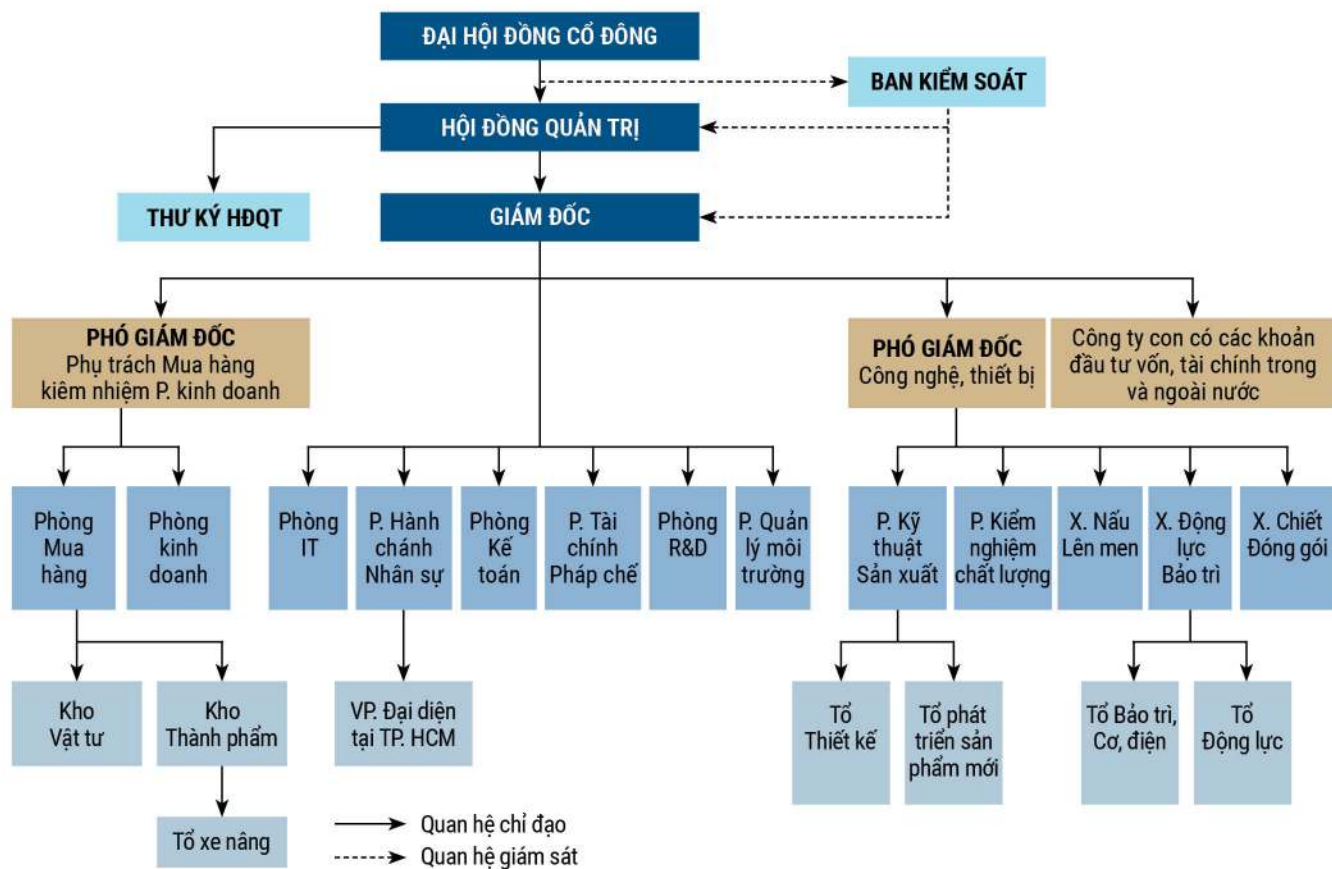 ĐẠI HỘI ĐỒNG CỔ ĐÔNG
BAN KIỂM SOÁT
HỘI ĐỒNG QUẢN TRỊ
THƯ KÝ HĐQT
GIÁM ĐỐC
PHÓ GIÁM ĐỐC
Phụ trách Mua hàng
kiêm nhiệm P. kinh doanh
PHÓ GIÁM ĐỐC
Công nghệ, thiết bị
Công ty con có các khoản
đầu tư vốn, tài chính trong
và ngoài nước
Phòng
Mua
hàng
Phòng
kinh
doanh
Phòng
IT
P. Hành
chánh
Nhân sự
Phòng
Kế
toán
P. Tài
chính
Pháp chế
Phòng
R&D
P. Quản
lý môi
trường
P. Kỹ
thuật
Sản xuất
P. Kiểm
nghiệm
chất lượng
X. Nấu
Lên men
X. Động
lực
Bảo trì
X. Chiết
Đóng gói
Kho
Vật tư
Kho
Thành phẩm
VP. Đại diện
tại TP. HCM
Tổ
Thiết kế
Tổ phát
triển sản
phẩm mới
Tổ Bảo trì,
Cơ, điện
Tổ
Động lực
Tổ xe nâng
Quan hệ chỉ đạo
Quan hệ giám sát